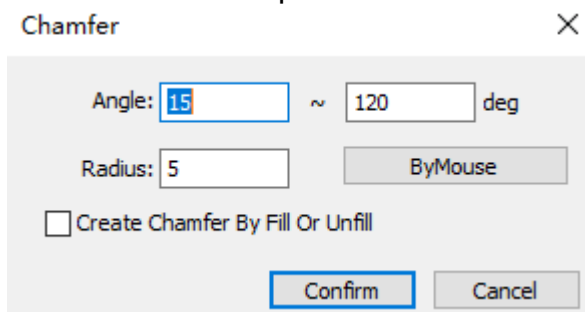 Chamfer
Angle: 15 ~ 120 deg
Radius: 5 ByMouse
Create Chamfer By Fill Or Unfill
Confirm Cancel